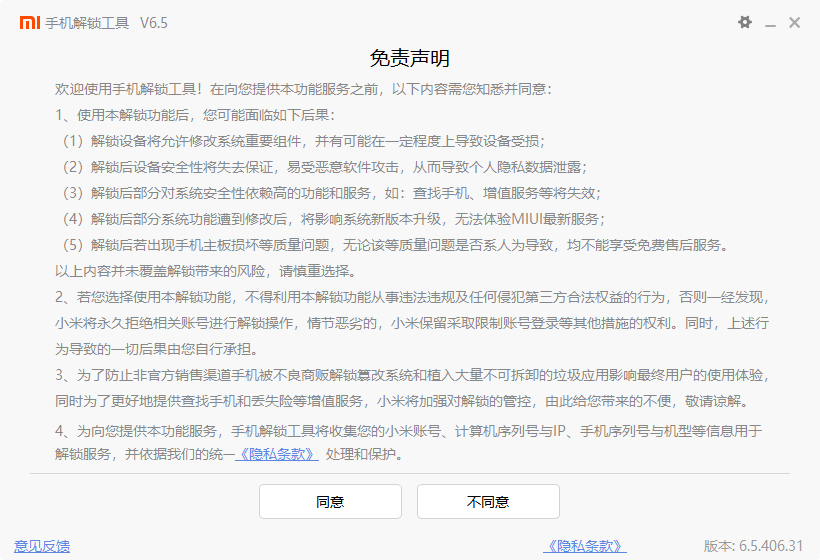 手机解锁工具 V6.5
免责声明
欢迎使用手机解锁工具！在向您提供本功能服务之前，以下内容需您知悉并同意：
1、使用本解锁功能后，您可能面临如下后果：
（1）解锁设备将允许修改系统重要组件，并有可能在一定程度上导致设备受损；
（2）解锁后设备安全性将失去保证，易受恶意软件攻击，从而导致个人隐私数据泄露；
（3）解锁后部分对系统安全性依赖高的功能和服务，如：查找手机、增值服务等将失效；
（4）解锁后部分系统功能遭到修改后，将影响系统新版本升级，无法体验MIUI最新服务；
（5）解锁后若出现手机主板损坏等质量问题，无论该等质量问题是否系人为导致，均不能享受免费售后服务。
以上内容并未覆盖解锁带来的风险，请慎重选择。
2、若您选择使用本解锁功能，不得利用本解锁功能从事违法违规及任何侵犯第三方合法权益的行为，否则一经发现，
小米将永久拒绝相关账号进行解锁操作，情节恶劣的，小米保留采取限制账号登录等其他措施的权利。同时，上述行
为导致的一切后果由您自行承担。
3、为了防止非官方销售渠道手机被不良商贩解锁篡改系统和植入大量不可拆卸的垃圾应用影响最终用户的使用体验，
同时为了更好地提供查找手机和丢失险等增值服务，小米将加强对解锁的管控，由此给您带来的不便，敬请谅解。
4、为向您提供本功能服务，手机解锁工具将收集您的小米账号、计算机序列号与IP、手机序列号与机型等信息用于
解锁服务，并依据我们的统一《隐私条款》 处理和保护。
同意
不同意
意见反馈
《隐私条款》
版本: 6.5.406.31